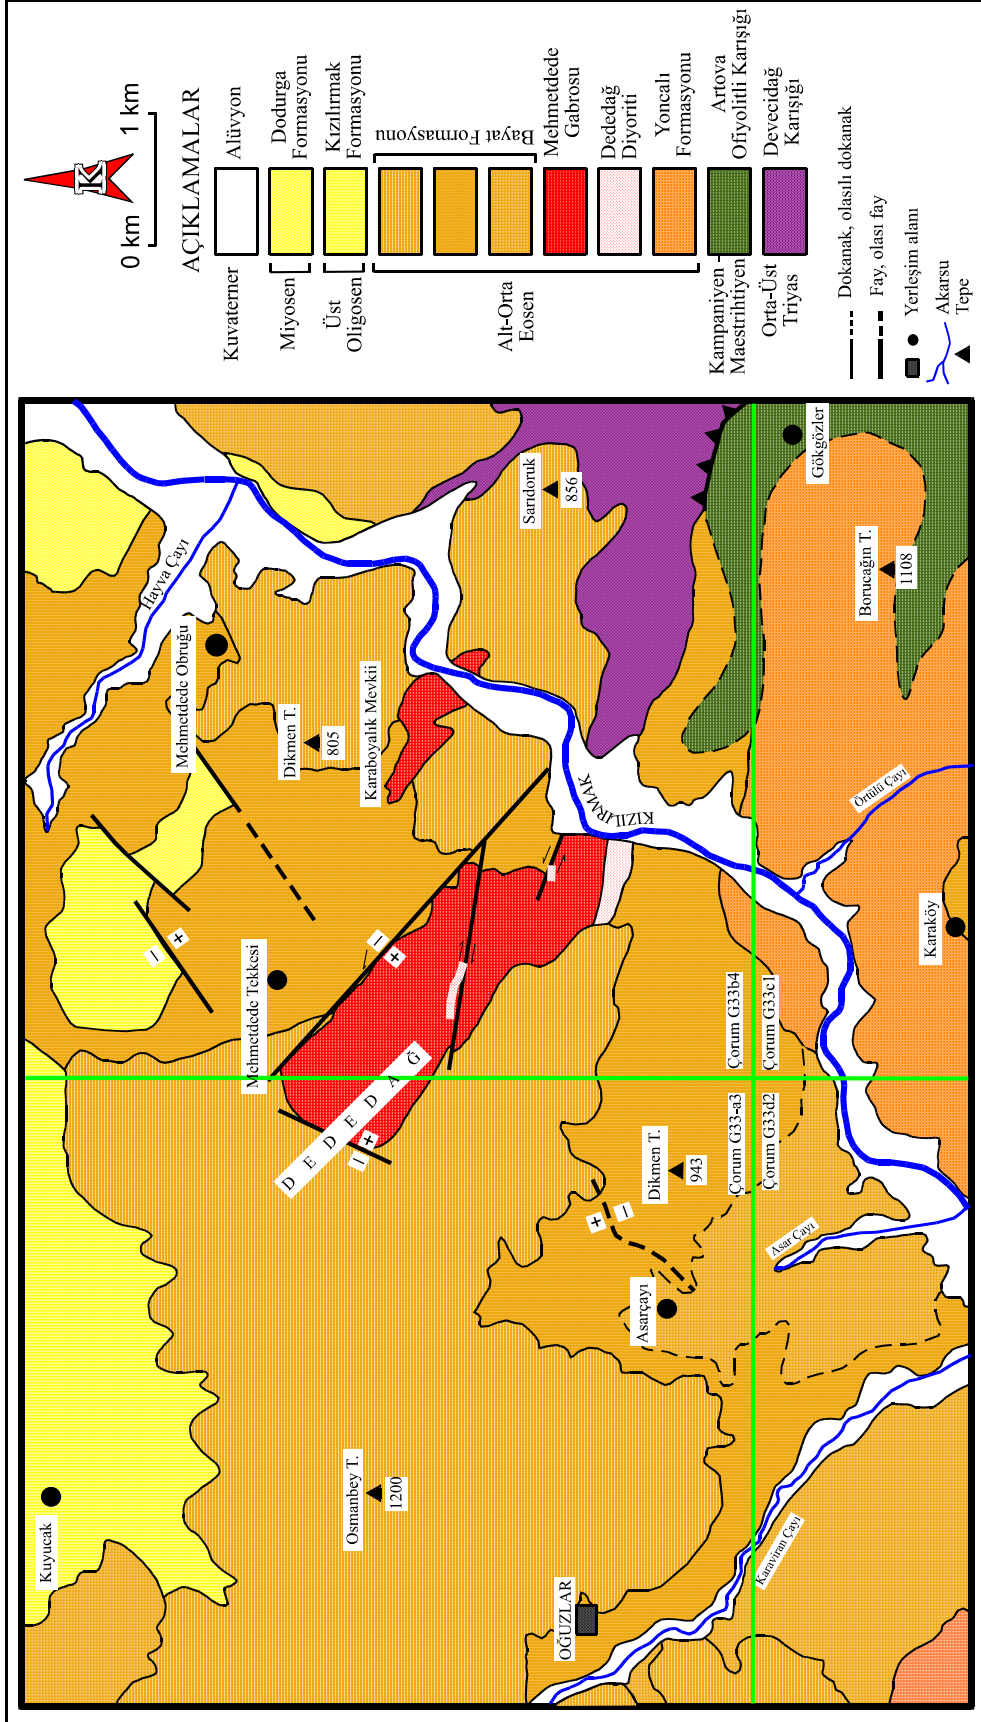 K
0 km
1 km
AÇIKLAMALAR
Kuvaterner
Alüvyon
Miyosen
Dodurga
Formasyonu
Üst
Oligosen
Kızılırmak
Formasyonu
Alt-Orta
Eosen
Bayat Formasyonu
Mehmetdede
Gabrosu
Dededağ
Diyoriti
Yoncalı
Formasyonu
Kampaniyen
Maestrihtiyen
Artova
Ofiyolitli Karışığı
Orta-Üst
Triyas
Devecidağ
Karışığı
Dokanak, olasılı dokanak
Fay, olası fay
Yerleşim alanı
Akarsu
Tepe
Kuyucak
Hayva Çayı
Mehmetdede Obruğu
Mehmetdede Tekkesi
Dikmen T.
805
Karaboyalık Mevkii
Sarıdoruk
856
Osmanbey T.
1200
DEDEDAĞ
– +
– +
– +
+ –
KIZILIRMAK
OĞUZLAR
Asarçayı
Dikmen T.
943
Çorum G33-a3
Çorum G33b4
Çorum G33d2
Çorum G33c1
Gökgözler
Borucağın T.
1108
Örtülü Çayı
Karaköy
Asar Çayı
Karaviran Çayı